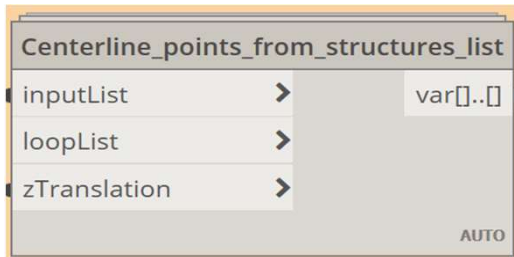 Centerline_points_from_structures_list
inputList > var[]..[]
loopList >
zTranslation >
AUTO